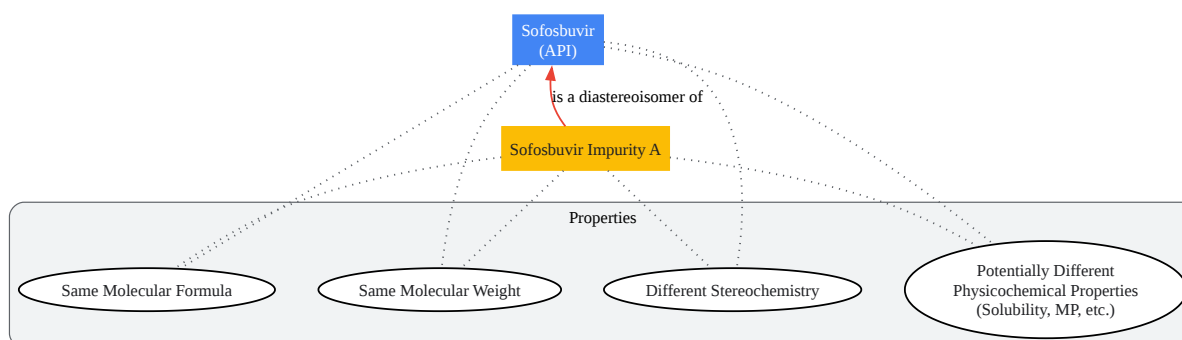 Sofosbuvir
(API)
is a diastereoisomer of
Sofosbuvir Impurity A
Properties
Same Molecular Formula
Same Molecular Weight
Different Stereochemistry
Potentially Different
Physicochemical Properties
(Solubility, MP, etc.)